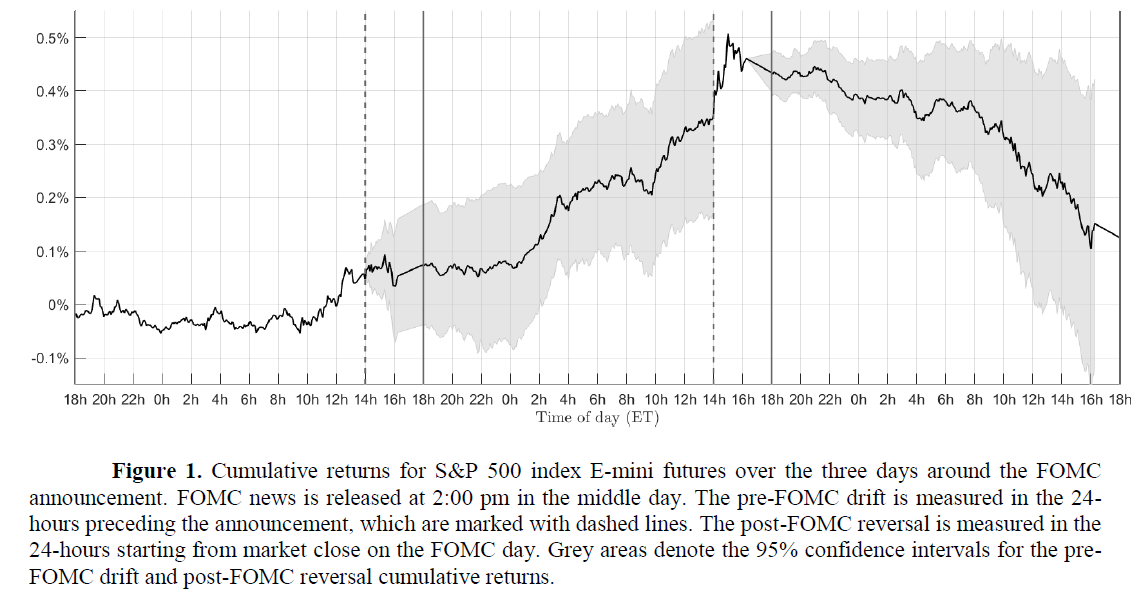 0.5%
0.4%
0.3%
0.2%
0.1%
0%
-0.1%
18h 20h 22h 0h 2h 4h 6h 8h 10h 12h 14h 16h 18h 20h 22h 0h 2h 4h 6h 8h 10h 12h 14h 16h 18h 20h 22h 0h 2h 4h 6h 8h 10h 12h 14h 16h 18h
Time of day (ET)
Figure 1. Cumulative returns for S&P 500 index E-mini futures over the three days around the FOMC
announcement. FOMC news is released at 2:00 pm in the middle day. The pre-FOMC drift is measured in the 24-
hours preceding the announcement, which are marked with dashed lines. The post-FOMC reversal is measured in the
24-hours starting from market close on the FOMC day. Grey areas denote the 95% confidence intervals for the pre-
FOMC drift and post-FOMC reversal cumulative returns.